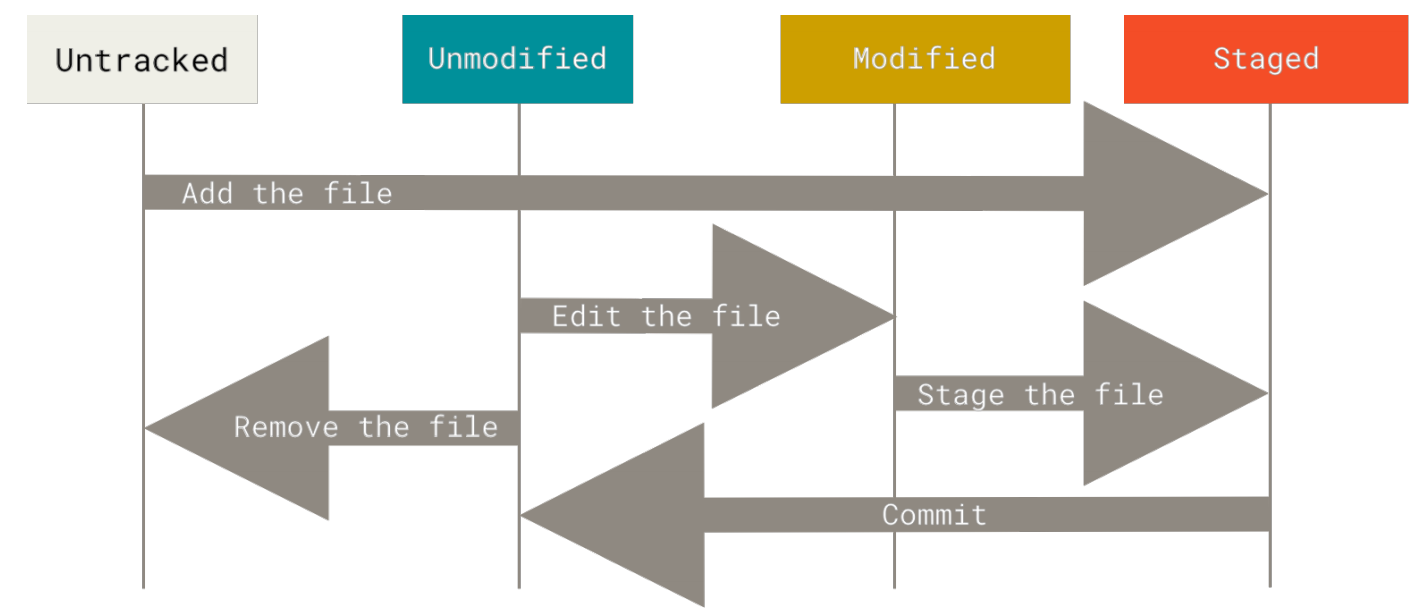 Untracked
Unmodified
Modified
Staged
Add the file
Edit the file
Stage the file
Remove the file
Commit